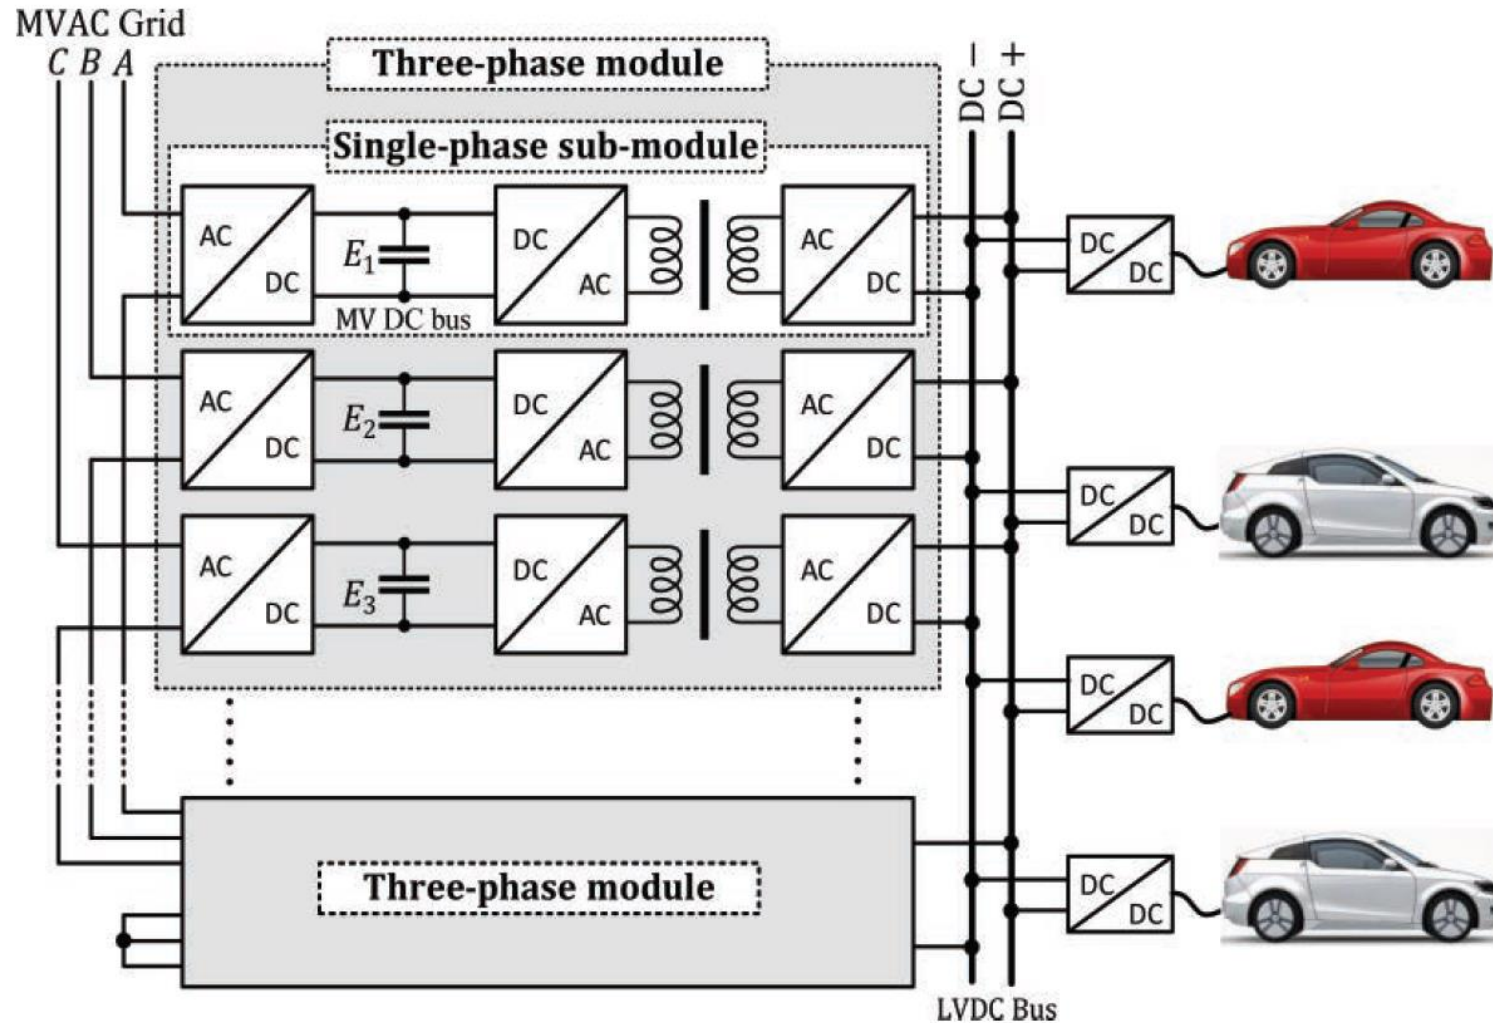 MVAC Grid
C B A
Three-phase module
DC −
DC +
Single-phase sub-module
AC
DC
E1
MV DC bus
DC
AC
AC
DC
DC
DC
AC
DC
E2
DC
AC
AC
DC
DC
DC
AC
DC
E3
DC
AC
AC
DC
DC
DC
Three-phase module
DC
DC
LVDC Bus